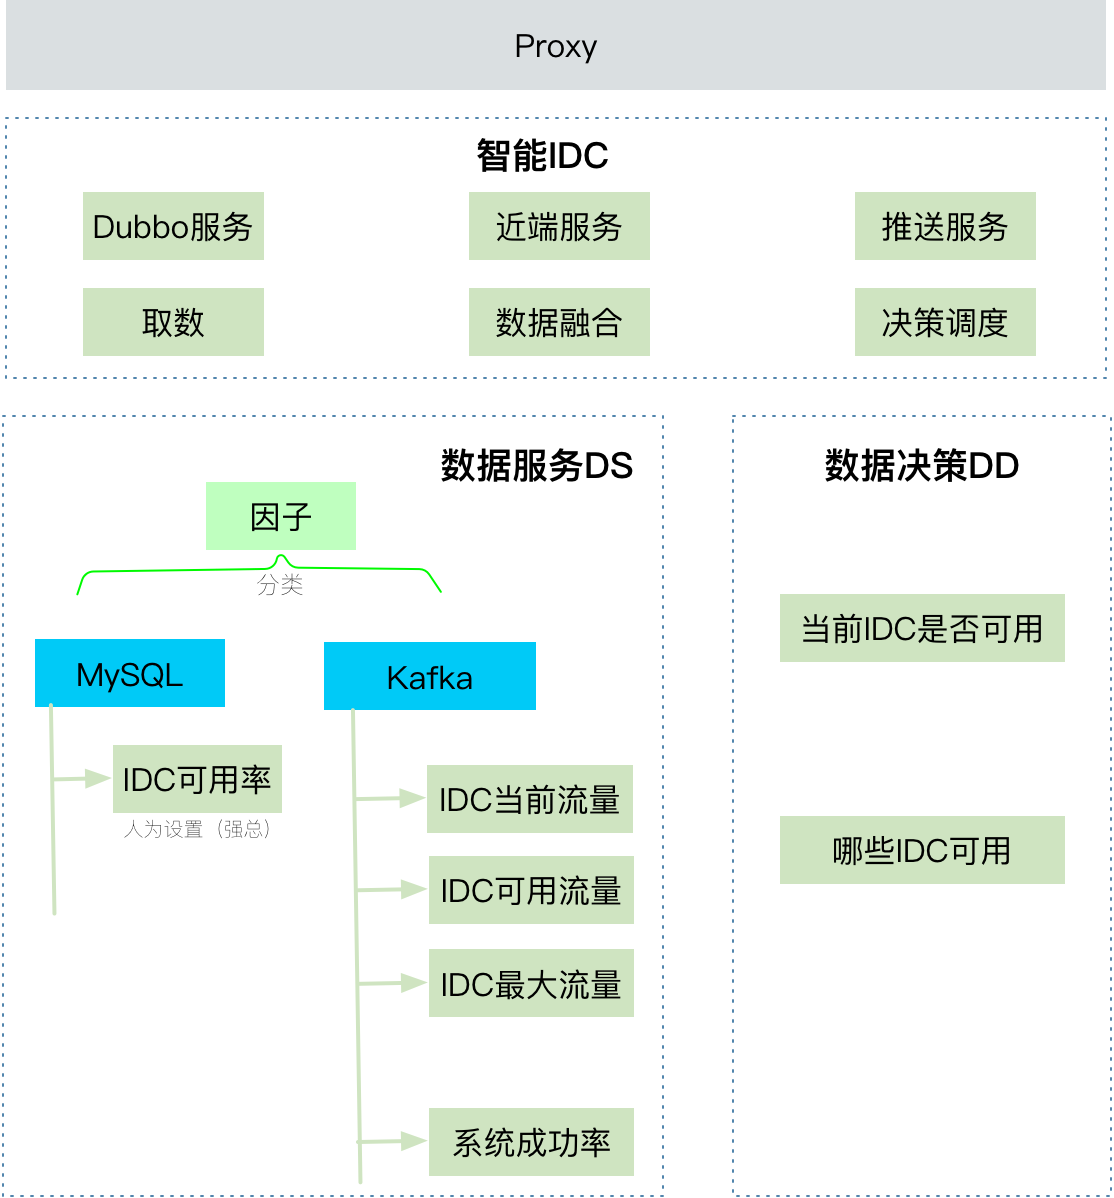 Proxy
智能IDC
Dubbo服务
近端服务
推送服务
取数
数据融合
决策调度
数据服务DS
因子
分类
MySQL
IDC可用率
人为设置（强总）
Kafka
IDC当前流量
IDC可用流量
IDC最大流量
系统成功率
数据决策DD
当前IDC是否可用
哪些IDC可用